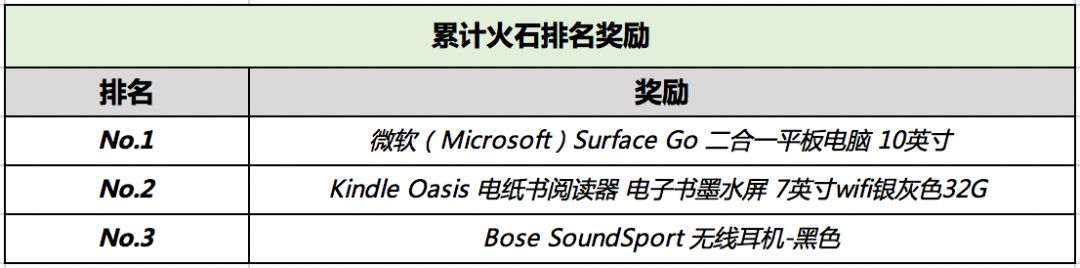 累计火石排名奖励
排名 奖励
No.1 微软（Microsoft）Surface Go 二合一平板电脑 10英寸
No.2 Kindle Oasis 电纸书阅读器 电子书墨水屏 7英寸wifi银灰色32G
No.3 Bose SoundSport 无线耳机-黑色